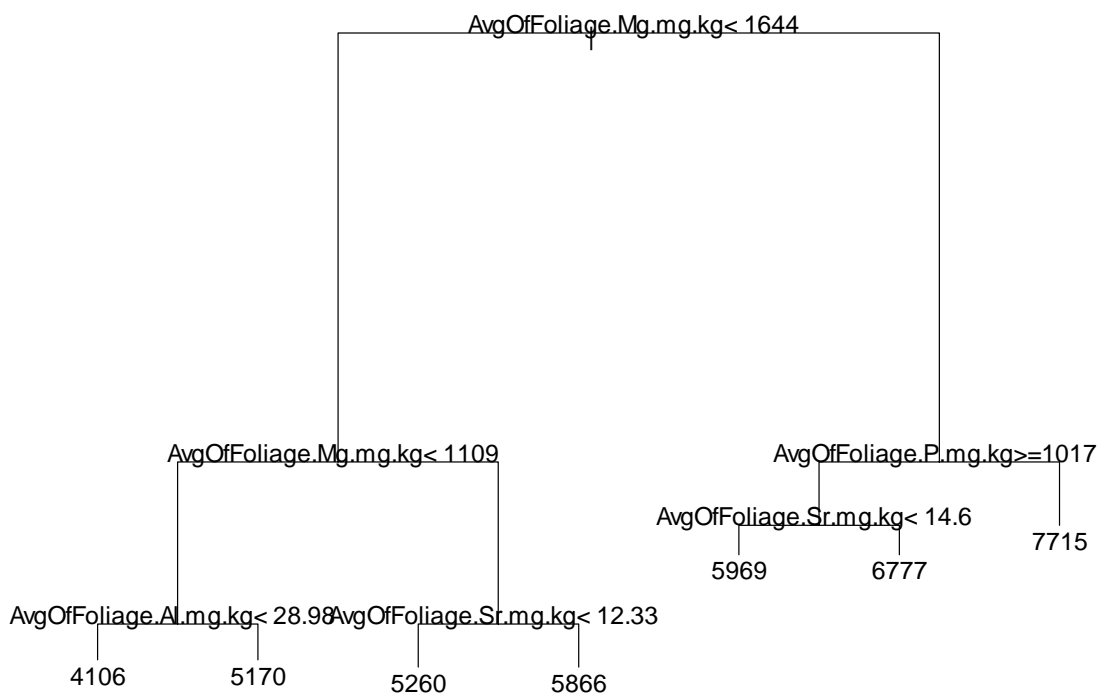 AvgOfFoliage.Mg.mg.kg< 1644
AvgOfFoliage.Mg.mg.kg< 1109
AvgOfFoliage.P.mg.kg>=1017
AvgOfFoliage.Sr.mg.kg< 14.6
7715
5969
6777
AvgOfFoliage.Al.mg.kg< 28.98
AvgOfFoliage.Sr.mg.kg< 12.33
4106
5170
5260
5866